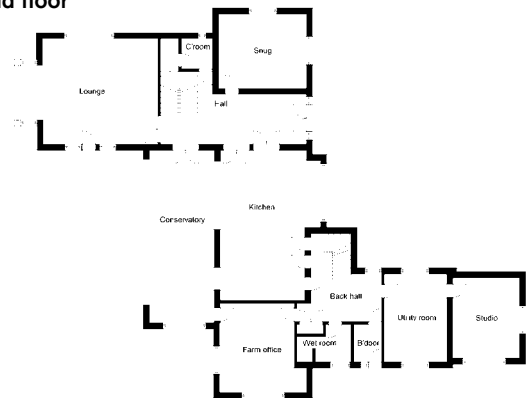 d floor
C'room
Snug
Lounge
Hall
Kitchen
Conservatory
Back hall
Utility room
Studio
Wet room
B'door
Farm office